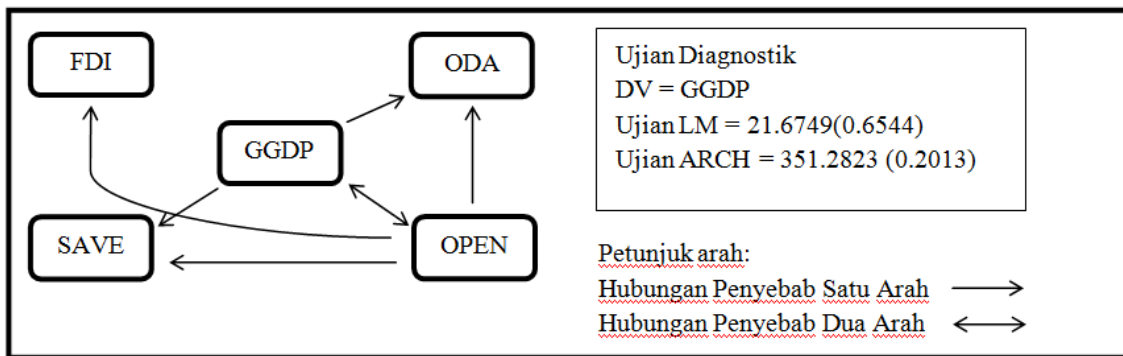 FDI
ODA
GGDP
SAVE
OPEN
Ujian Diagnostik
DV = GGDP
Ujian LM = 21.6749(0.6544)
Ujian ARCH = 351.2823 (0.2013)
Petunjuk arah:
Hubungan Penyebab Satu Arah
Hubungan Penyebab Dua Arah